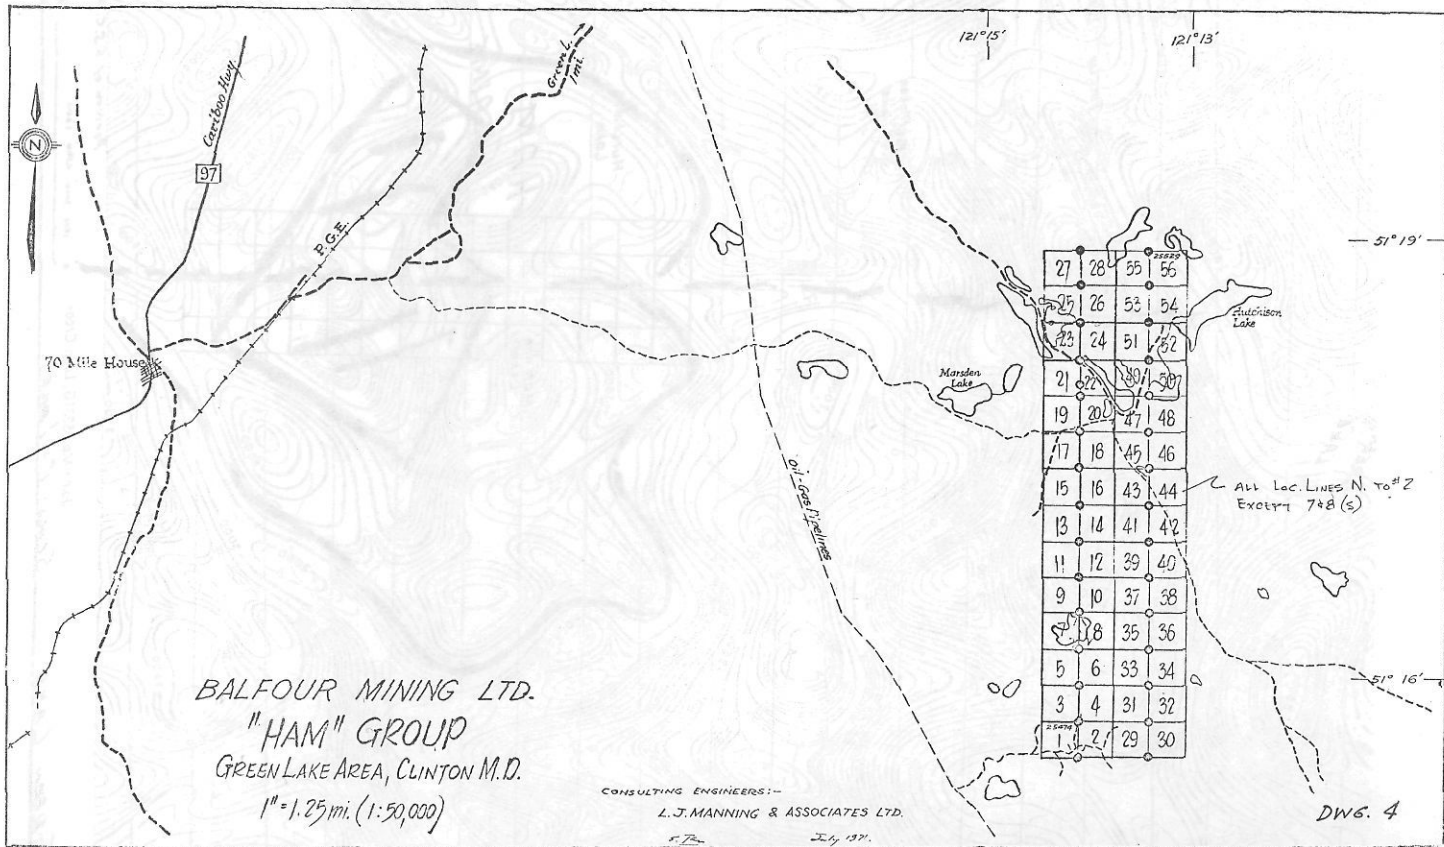 121°15'
121°13'
Green L.
1 mi.
Cariboo Hwy.
N
97
P.G.E.
51° 19'
27 28 55 25529 56
25 26 53 54
Hutchison
Lake
23 24 51 52
70 Mile House
21 22 49 50
Marsden
Lake
19 20 47 48
17 18 45 46
Oil-Gas Pipelines
15 16 43 44
ALL LOC. LINES N. TO #2
EXCEPT 7&8 (S)
13 14 41 42
11 12 39 40
9 10 37 38
7 8 35 36
5 6 33 34
51° 16'
3 4 31 32
25474
1 2 29 30
BALFOUR MINING LTD.
"HAM" GROUP
GREEN LAKE AREA, CLINTON M.D.
1" = 1.25 mi. (1:50,000)
CONSULTING ENGINEERS:-
L.J. MANNING & ASSOCIATES LTD.
July 1971.
DWG. 4